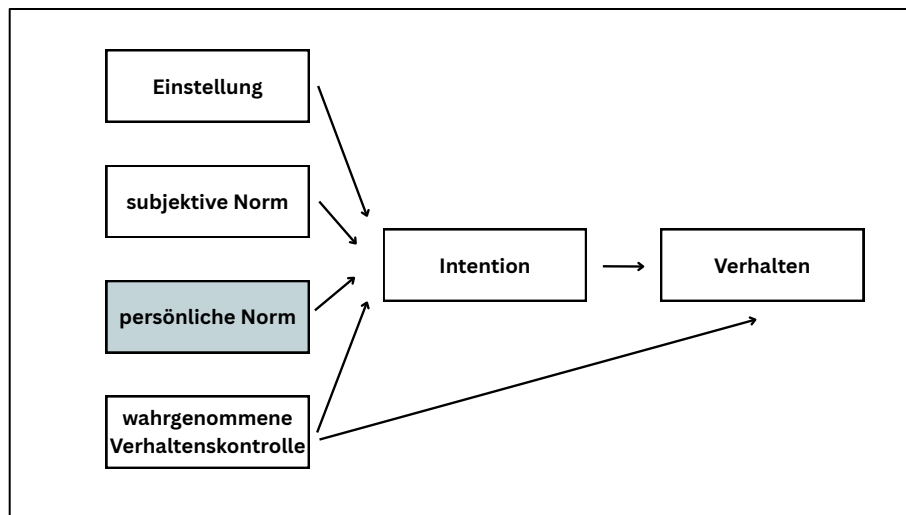 Einstellung
subjektive Norm
persönliche Norm
wahrgenommene
Verhaltenskontrolle
Intention
Verhalten